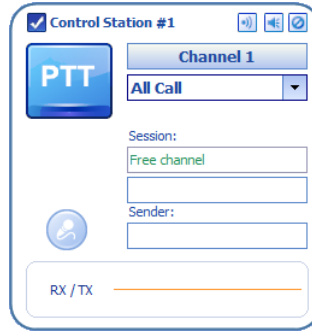 Control Station #1
PTT
Channel 1
All Call
Session:
Free channel
Sender:
RX / TX